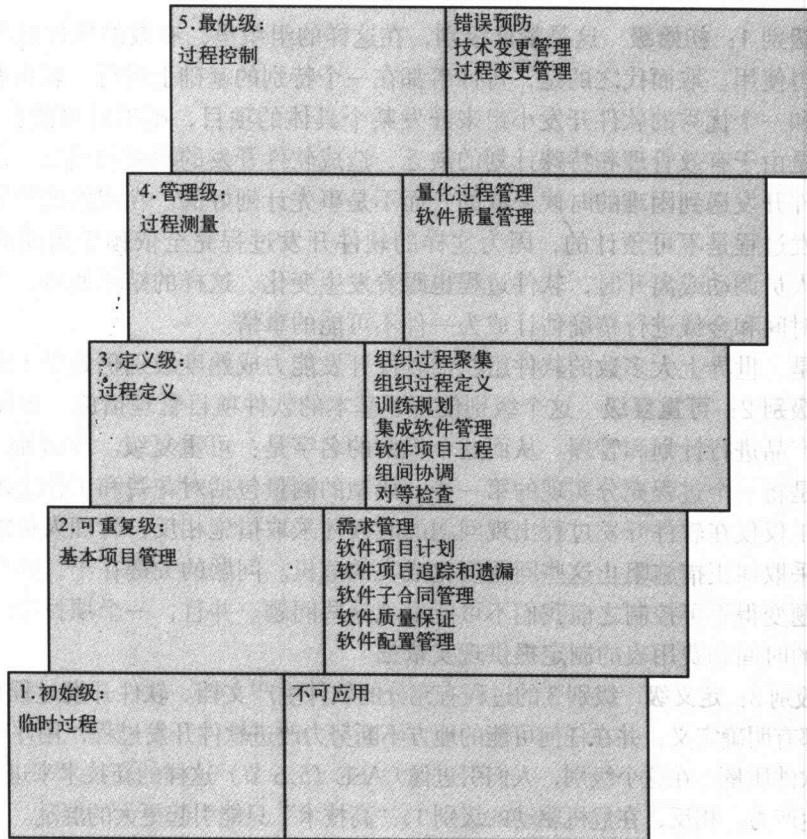 5.最优级:
过程控制
错误预防
技术变更管理
过程变更管理
4.管理级:
过程测量
量化过程管理
软件质量管理
3.定义级:
过程定义
组织过程聚集
组织过程定义
训练规划
集成软件管理
软件项目工程
组间协调
对等检查
2.可重复级:
基本项目管理
需求管理
软件项目计划
软件项目追踪和遗漏
软件子合同管理
软件质量保证
软件配置管理
1.初始级:
临时过程
不可应用